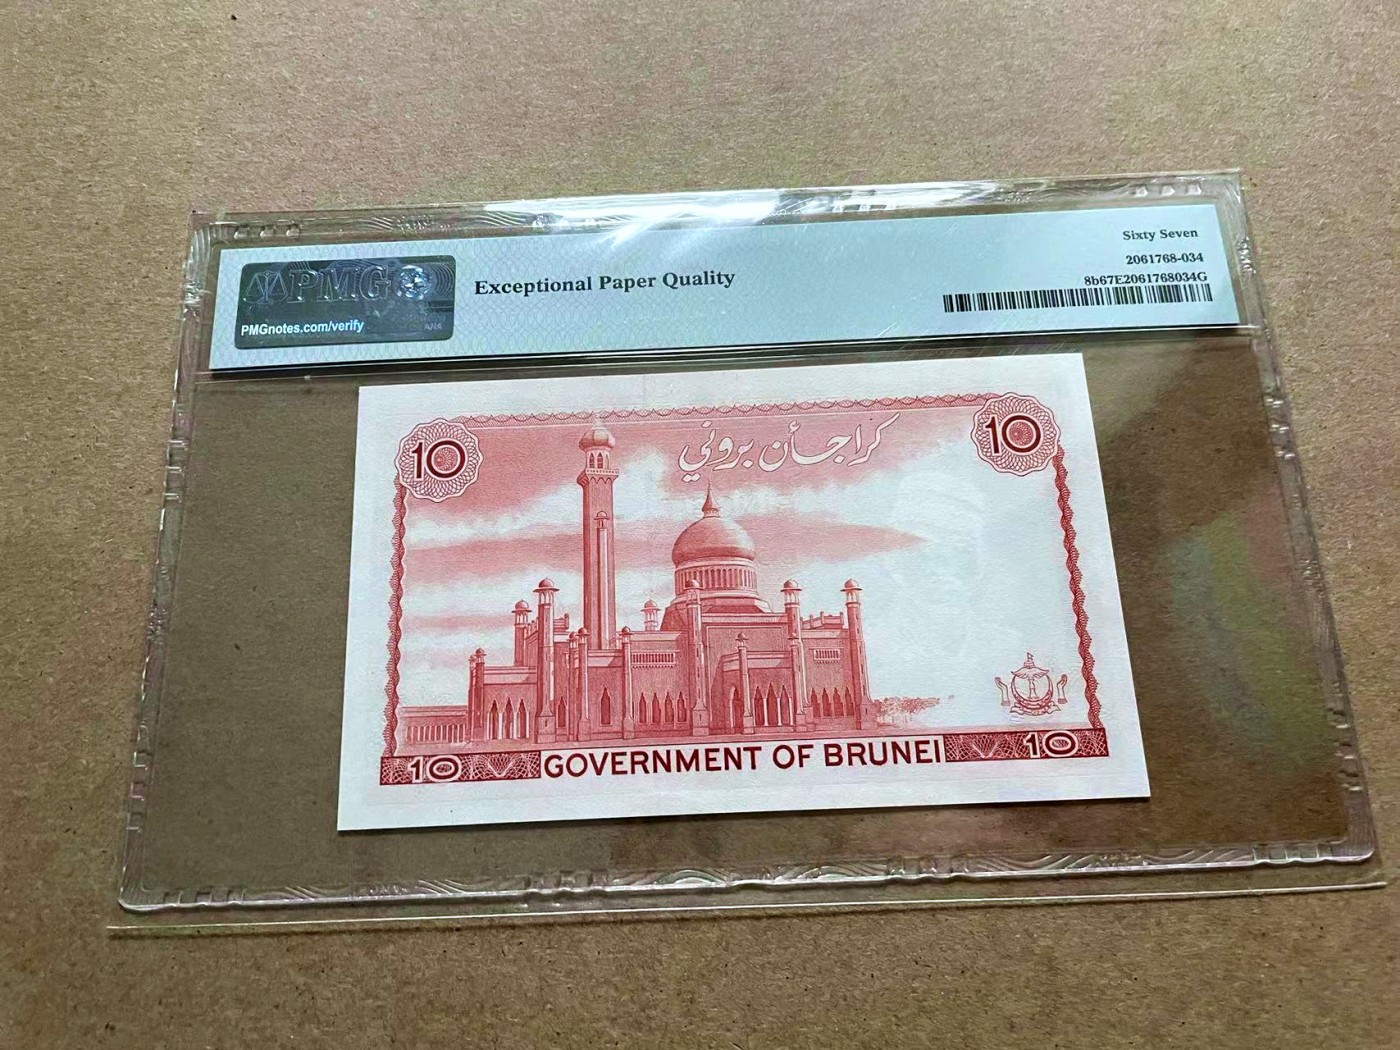 PMG
PMGnotes.com/verify
Exceptional Paper Quality
Sixty Seven
2061768-034
8b67E2061768034G
10
كراجأن بروني
10
10 GOVERNMENT OF BRUNEI 10